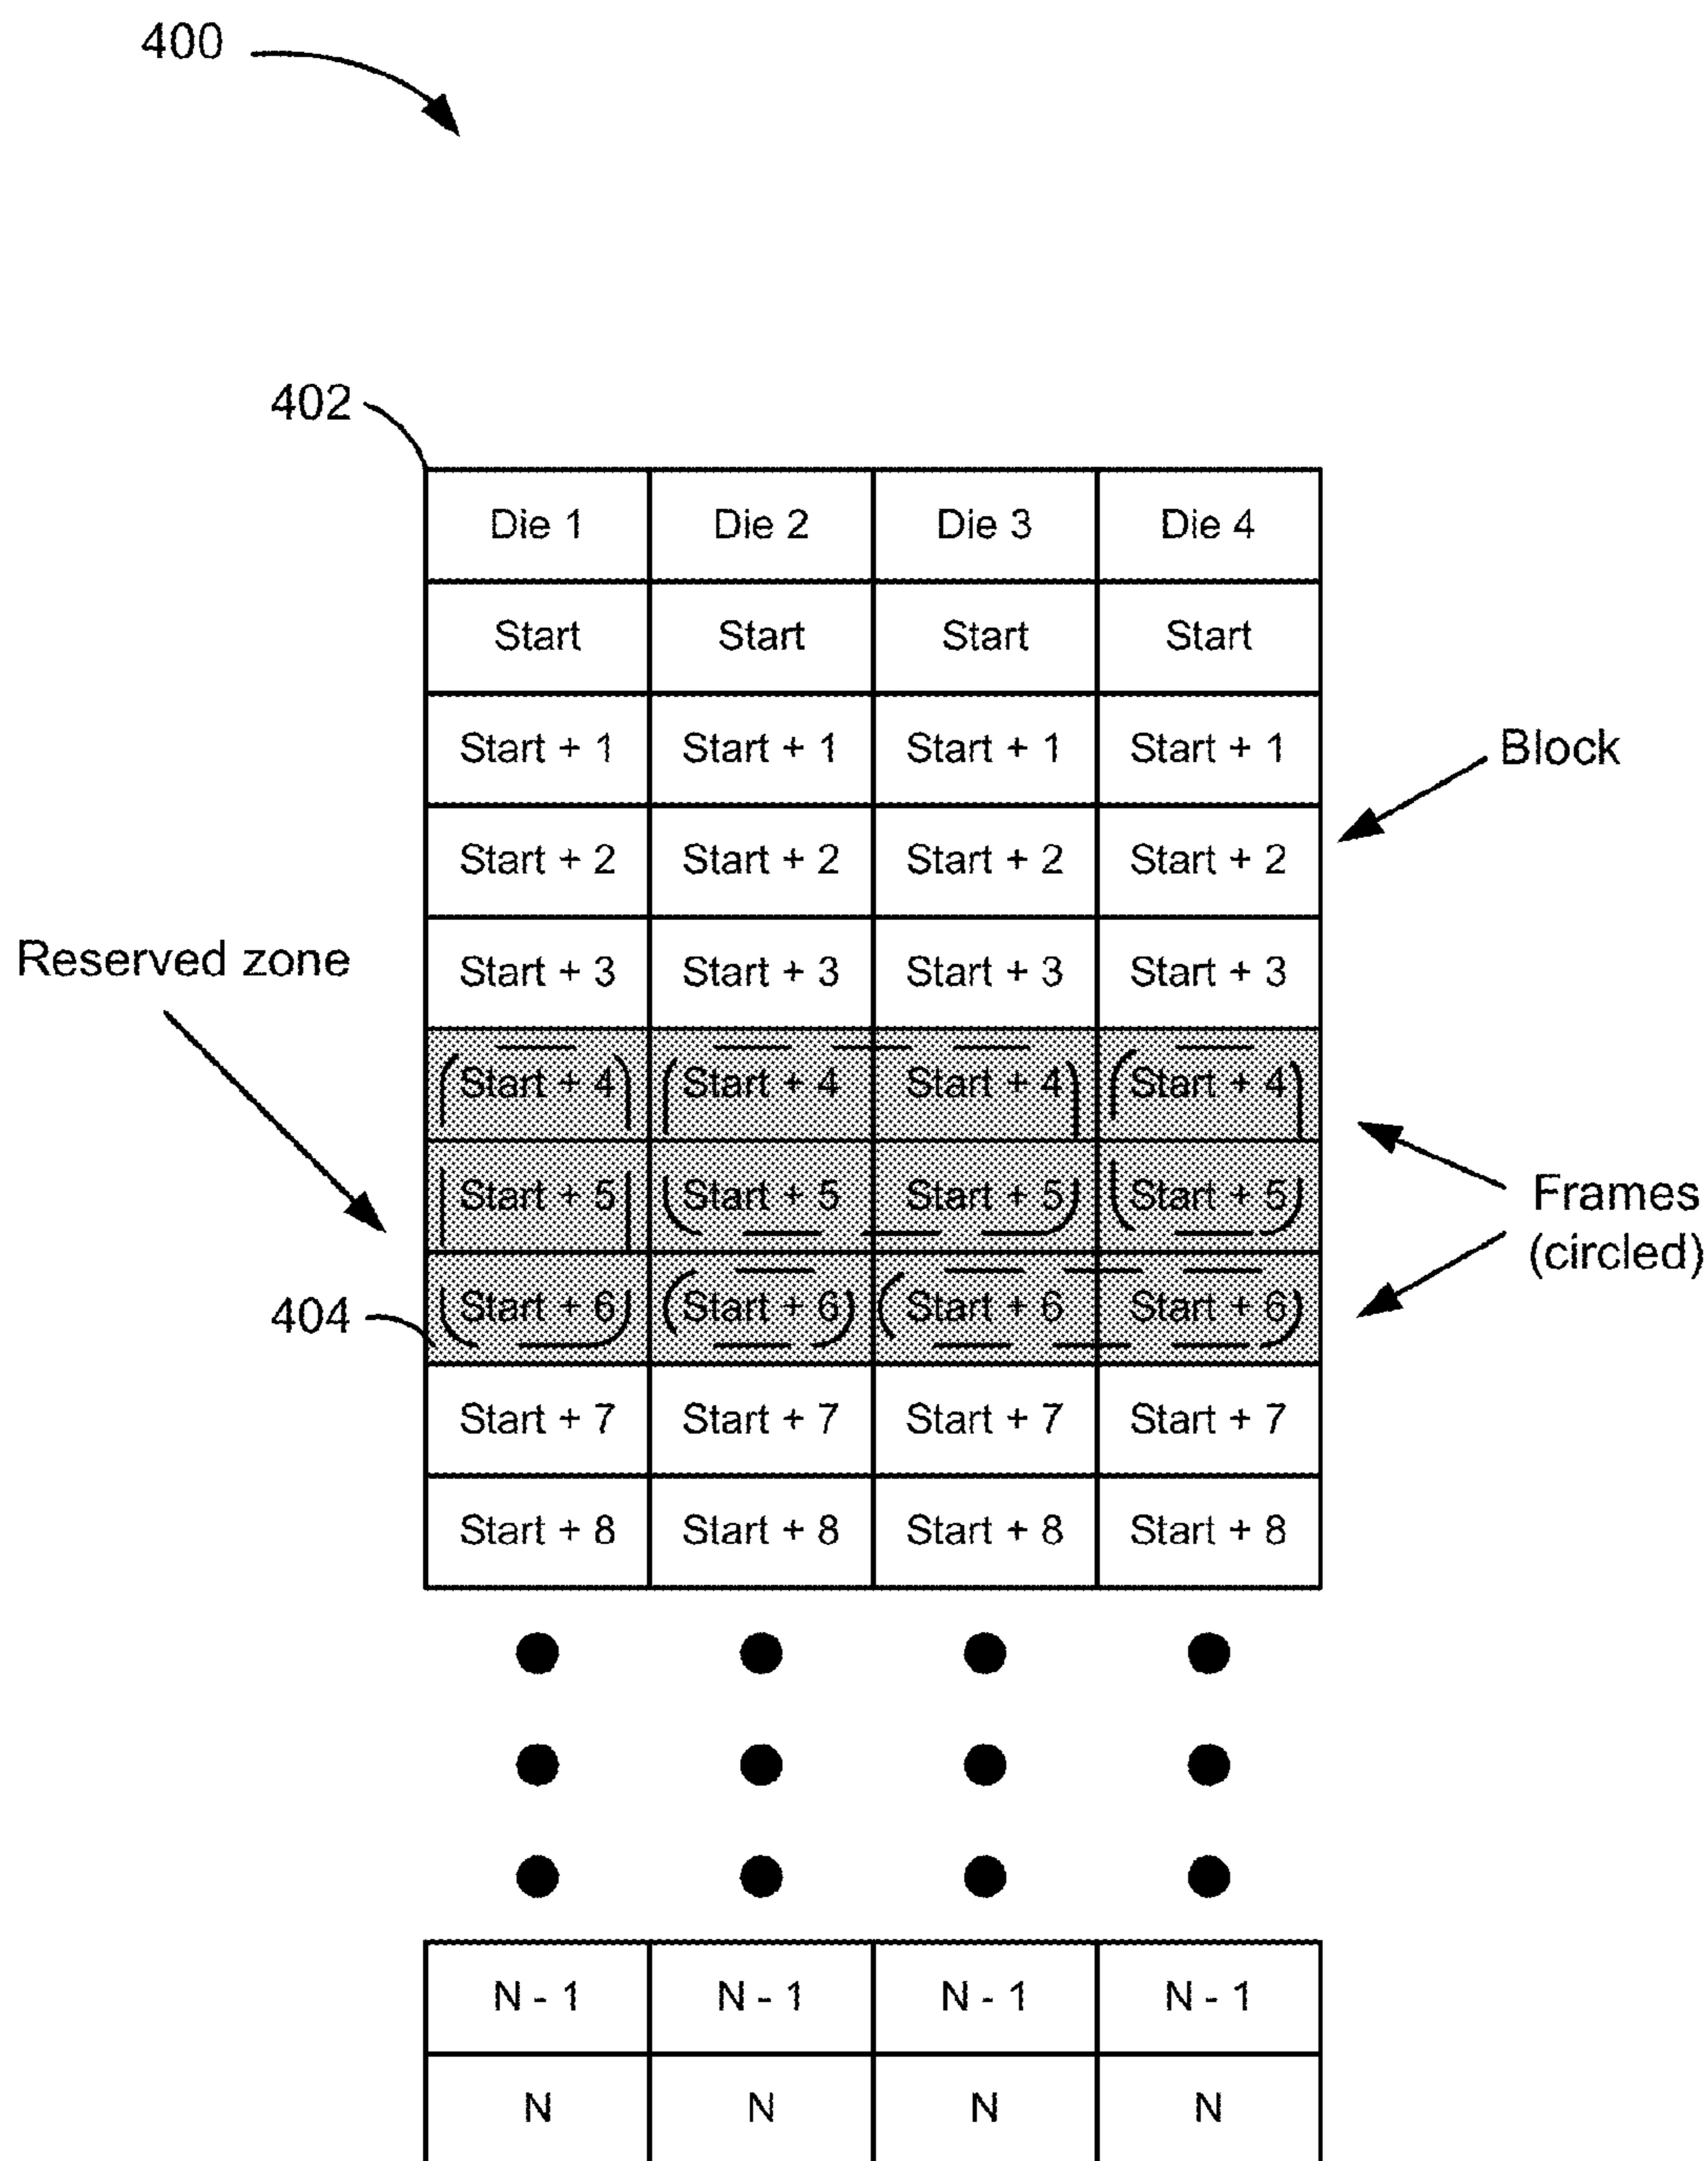 400
402
Die 1 Die 2 Die 3 Die 4
Start Start Start Start
Start + 1 Start + 1 Start + 1 Start + 1
Block
Start + 2 Start + 2 Start + 2 Start + 2
Reserved zone
Start + 3 Start + 3 Start + 3 Start + 3
Start + 4 Start + 4 Start + 4 Start + 4
Start + 5 Start + 5 Start + 5 Start + 5
Frames
(circled)
404
Start + 6 Start + 6 Start + 6 Start + 6
Start + 7 Start + 7 Start + 7 Start + 7
Start + 8 Start + 8 Start + 8 Start + 8
N - 1 N - 1 N - 1 N - 1
N N N N